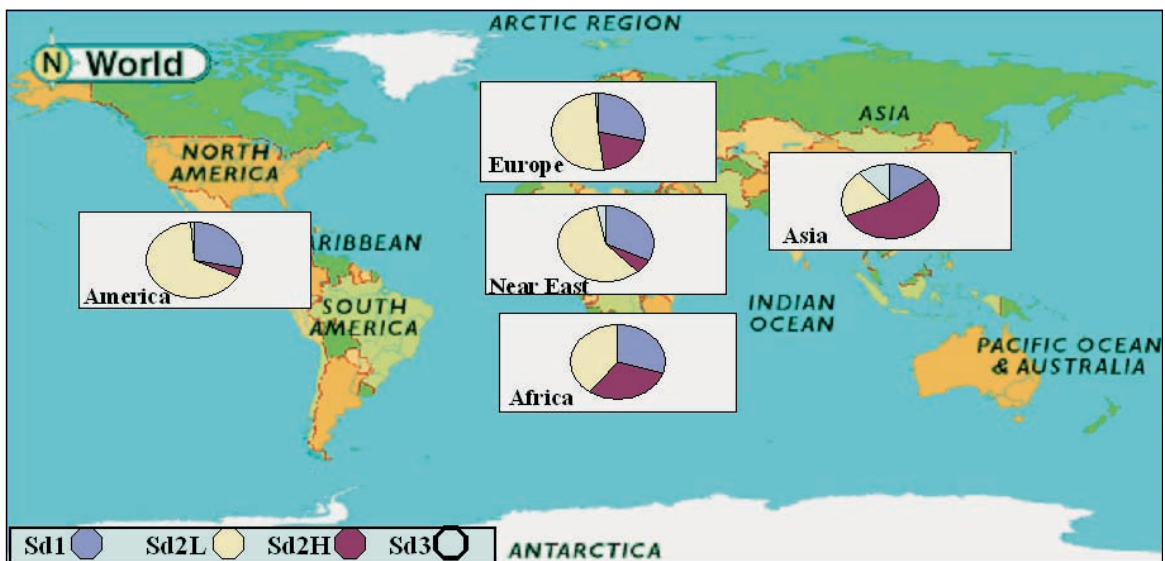 ARCTIC REGION
N World
ASIA
Europe
NORTH
AMERICA
Asia
ARIBBEAN
America
Near East
SOUTH
AMERICA
INDIAN
OCEAN
PACIFIC OCEAN
& AUSTRALIA
Africa
Sd1 Sd2L Sd2H Sd3
ANTARCTICA